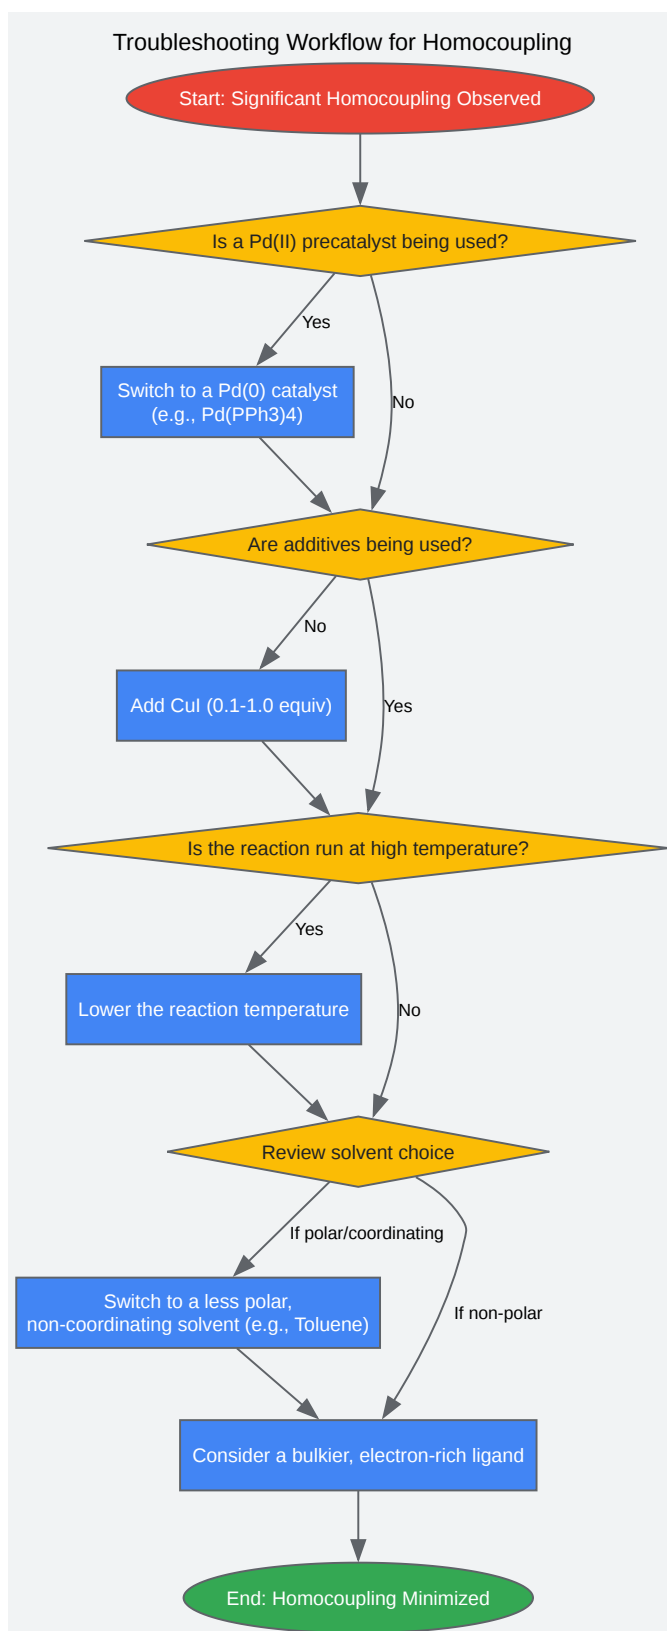 Troubleshooting Workflow for Homocoupling
Start: Significant Homocoupling Observed
Is a Pd(II) precatalyst being used?
Yes
Switch to a Pd(0) catalyst
(e.g., Pd(PPh3)4)
No
Are additives being used?
No
Add CuI (0.1-1.0 equiv)
Yes
Is the reaction run at high temperature?
Yes
Lower the reaction temperature
No
Review solvent choice
If polar/coordinating
Switch to a less polar,
non-coordinating solvent (e.g., Toluene)
If non-polar
Consider a bulkier, electron-rich ligand
End: Homocoupling Minimized